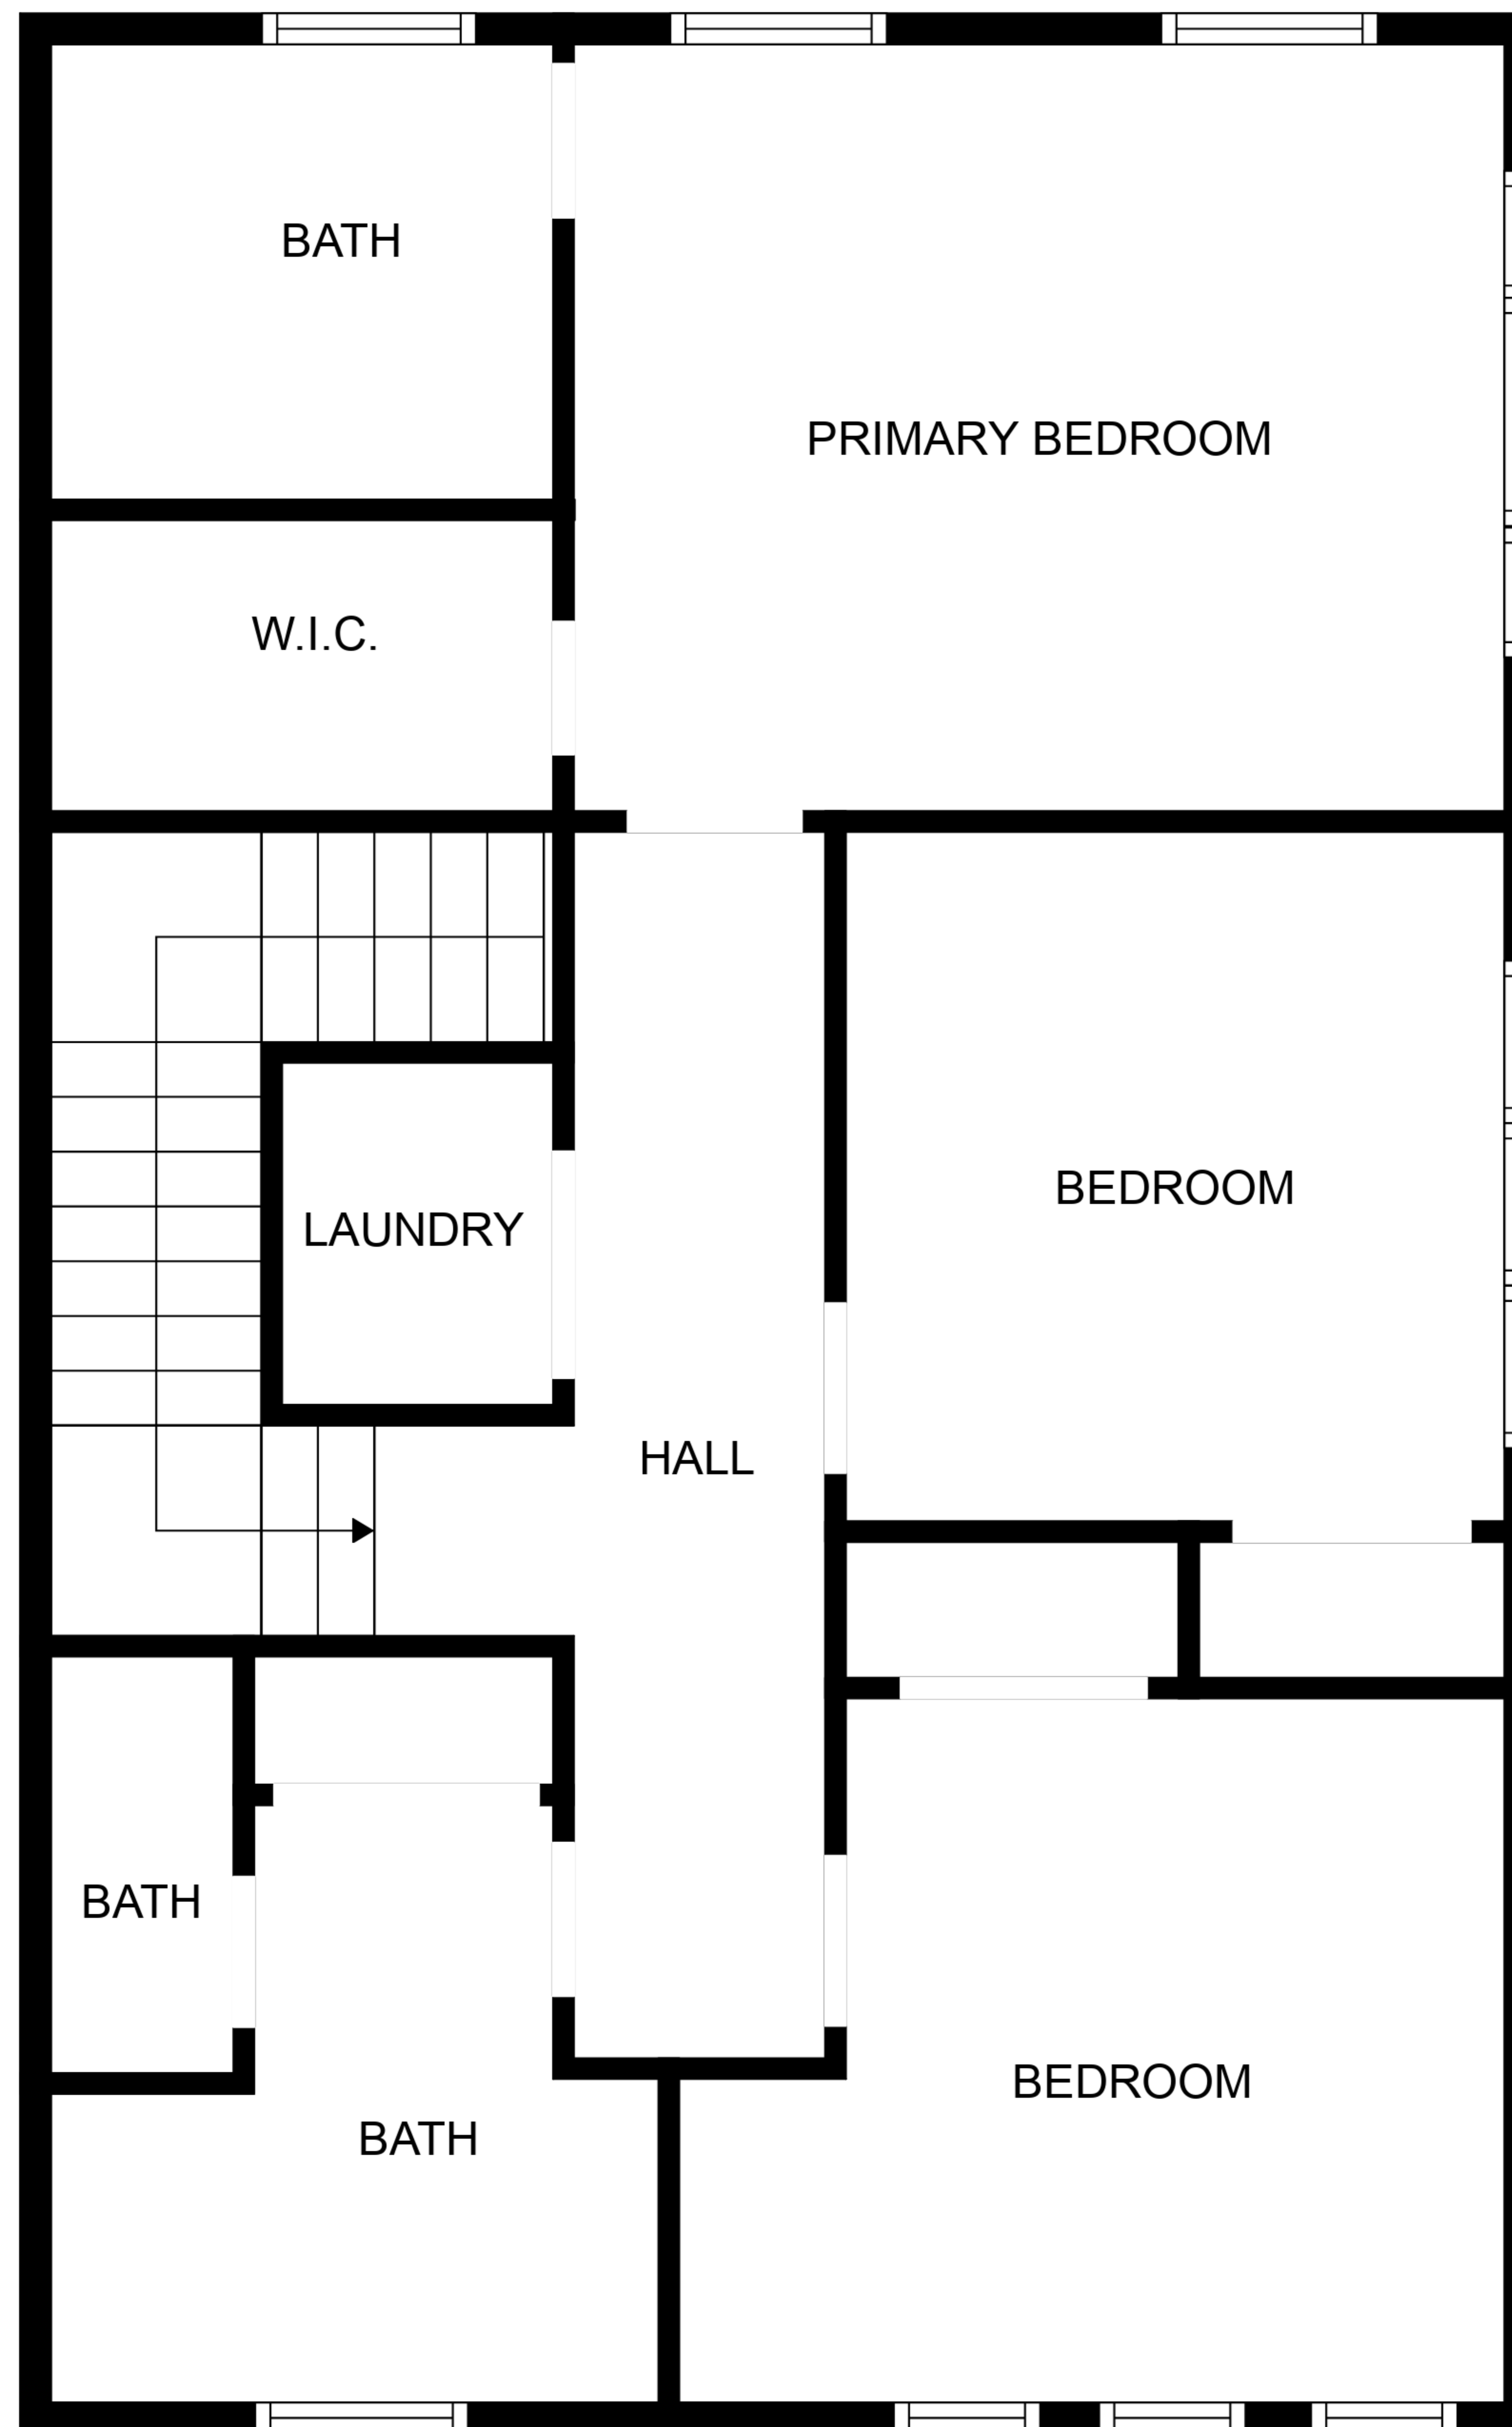 BATH
PRIMARY BEDROOM
W.I.C.
BEDROOM
LAUNDRY
HALL
BATH
BEDROOM
BATH